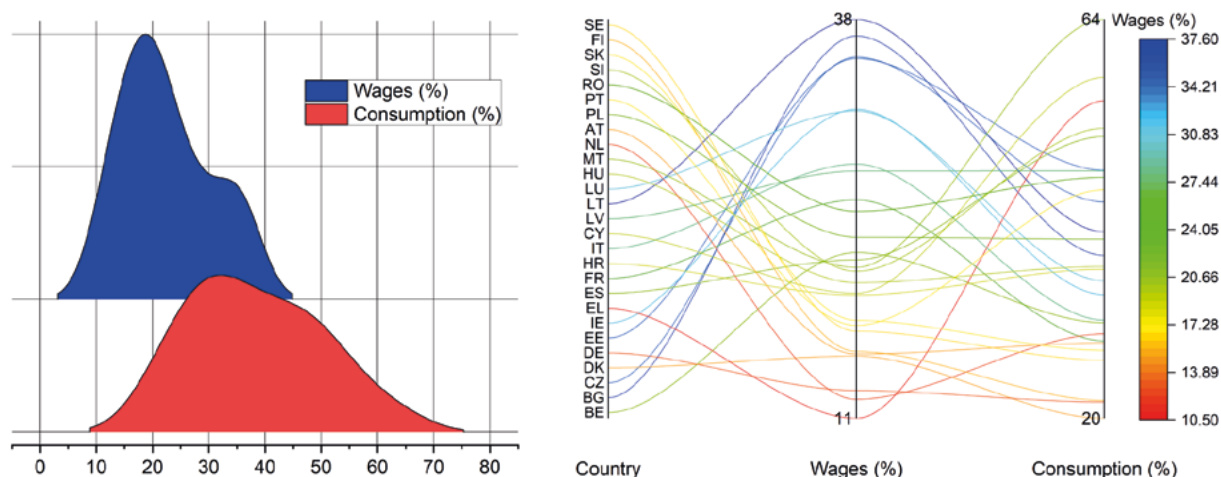 Wages (%)
Consumption (%)
0 10 20 30 40 50 60 70 80
SE
FI
SK
SI
RO
PT
PL
AT
NL
MT
HU
LU
LT
LV
CY
IT
HR
FR
ES
EL
IE
EE
DE
DK
CZ
BG
BE
38
11
64
20
Country Wages (%) Consumption (%)
Wages (%)
37.60
34.21
30.83
27.44
24.05
20.66
17.28
13.89
10.50